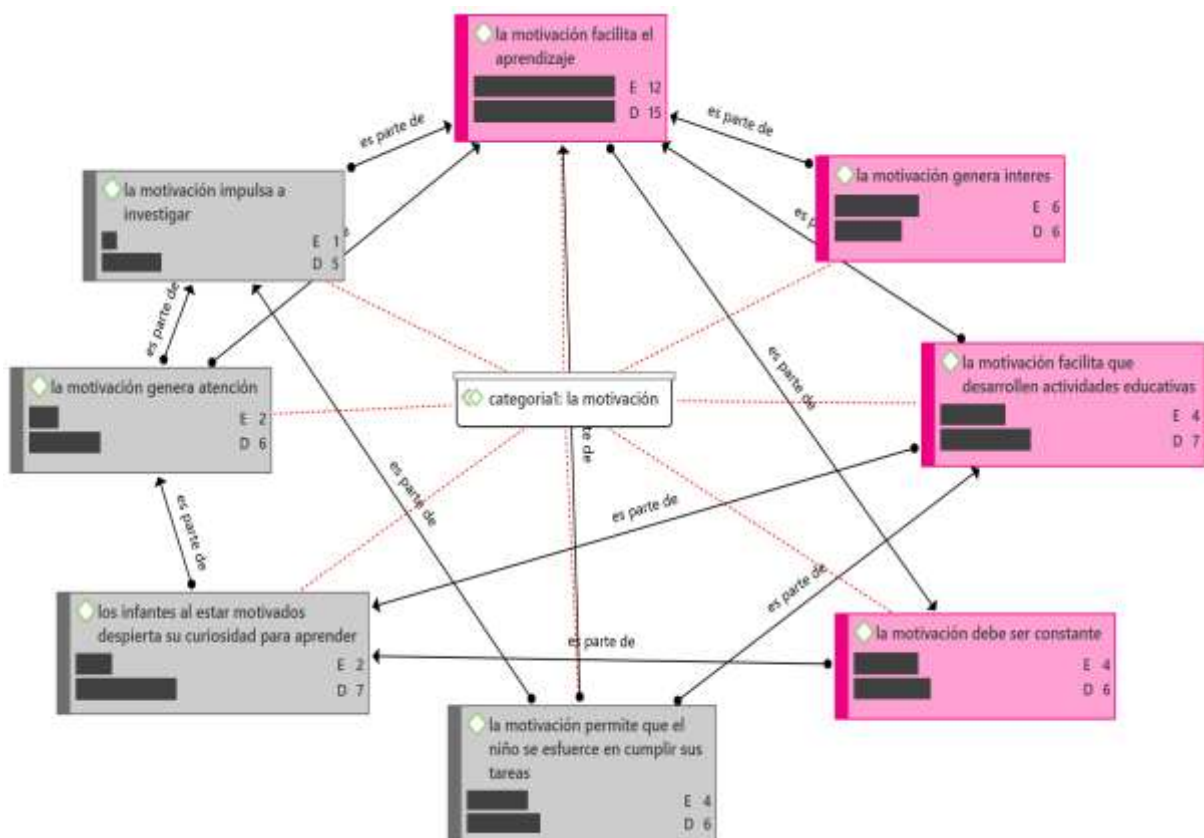 la motivación facilita el
aprendizaje
E 12
D 15
es parte de
es parte de
la motivación impulsa a
investigar
E 1
D 5
la motivación genera interes
E 6
D 6
es parte de
la motivación genera atención
E 2
D 6
categoria1: la motivación
la motivación facilita que
desarrollen actividades educativas
E 4
D 7
es parte de
es parte de
es parte de
es parte de
es parte de
es parte de
los infantes al estar motivados
despierta su curiosidad para aprender
E 2
D 7
la motivación debe ser constante
E 4
D 6
la motivación permite que el
niño se esfuerce en cumplir sus
tareas
E 4
D 6